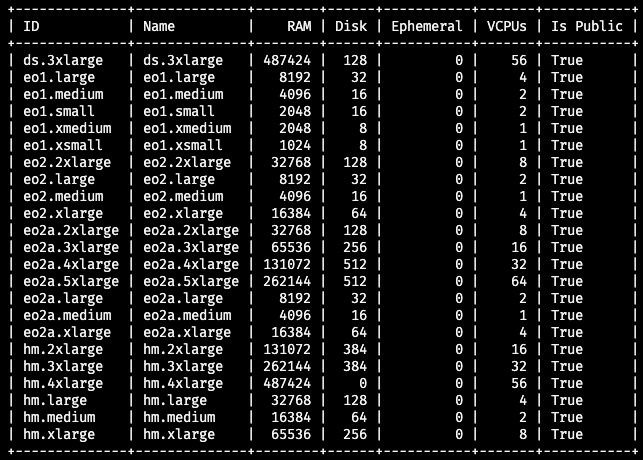 +--------------+--------------+--------+------+-----------+-------+-----------+
| ID           | Name         |    RAM | Disk | Ephemeral | VCPUs | Is Public |
+--------------+--------------+--------+------+-----------+-------+-----------+
| ds.3xlarge   | ds.3xlarge   | 487424 |  128 |         0 |    56 | True      |
| eo1.large    | eo1.large    |   8192 |   32 |         0 |     4 | True      |
| eo1.medium   | eo1.medium   |   4096 |   16 |         0 |     2 | True      |
| eo1.small    | eo1.small    |   2048 |   16 |         0 |     2 | True      |
| eo1.xmedium  | eo1.xmedium  |   2048 |    8 |         0 |     1 | True      |
| eo1.xsmall   | eo1.xsmall   |   1024 |    8 |         0 |     1 | True      |
| eo2.2xlarge  | eo2.2xlarge  |  32768 |  128 |         0 |     8 | True      |
| eo2.large    | eo2.large    |   8192 |   32 |         0 |     2 | True      |
| eo2.medium   | eo2.medium   |   4096 |   16 |         0 |     1 | True      |
| eo2.xlarge   | eo2.xlarge   |  16384 |   64 |         0 |     4 | True      |
| eo2a.2xlarge | eo2a.2xlarge |  32768 |  128 |         0 |     8 | True      |
| eo2a.3xlarge | eo2a.3xlarge |  65536 |  256 |         0 |    16 | True      |
| eo2a.4xlarge | eo2a.4xlarge | 131072 |  512 |         0 |    32 | True      |
| eo2a.5xlarge | eo2a.5xlarge | 262144 |  512 |         0 |    64 | True      |
| eo2a.large   | eo2a.large   |   8192 |   32 |         0 |     2 | True      |
| eo2a.medium  | eo2a.medium  |   4096 |   16 |         0 |     1 | True      |
| eo2a.xlarge  | eo2a.xlarge  |  16384 |   64 |         0 |     4 | True      |
| hm.2xlarge   | hm.2xlarge   | 131072 |  384 |         0 |    16 | True      |
| hm.3xlarge   | hm.3xlarge   | 262144 |  384 |         0 |    32 | True      |
| hm.4xlarge   | hm.4xlarge   | 487424 |    0 |         0 |    56 | True      |
| hm.large     | hm.large     |  32768 |  128 |         0 |     4 | True      |
| hm.medium    | hm.medium    |  16384 |   64 |         0 |     2 | True      |
| hm.xlarge    | hm.xlarge    |  65536 |  256 |         0 |     8 | True      |
+--------------+--------------+--------+------+-----------+-------+-----------+